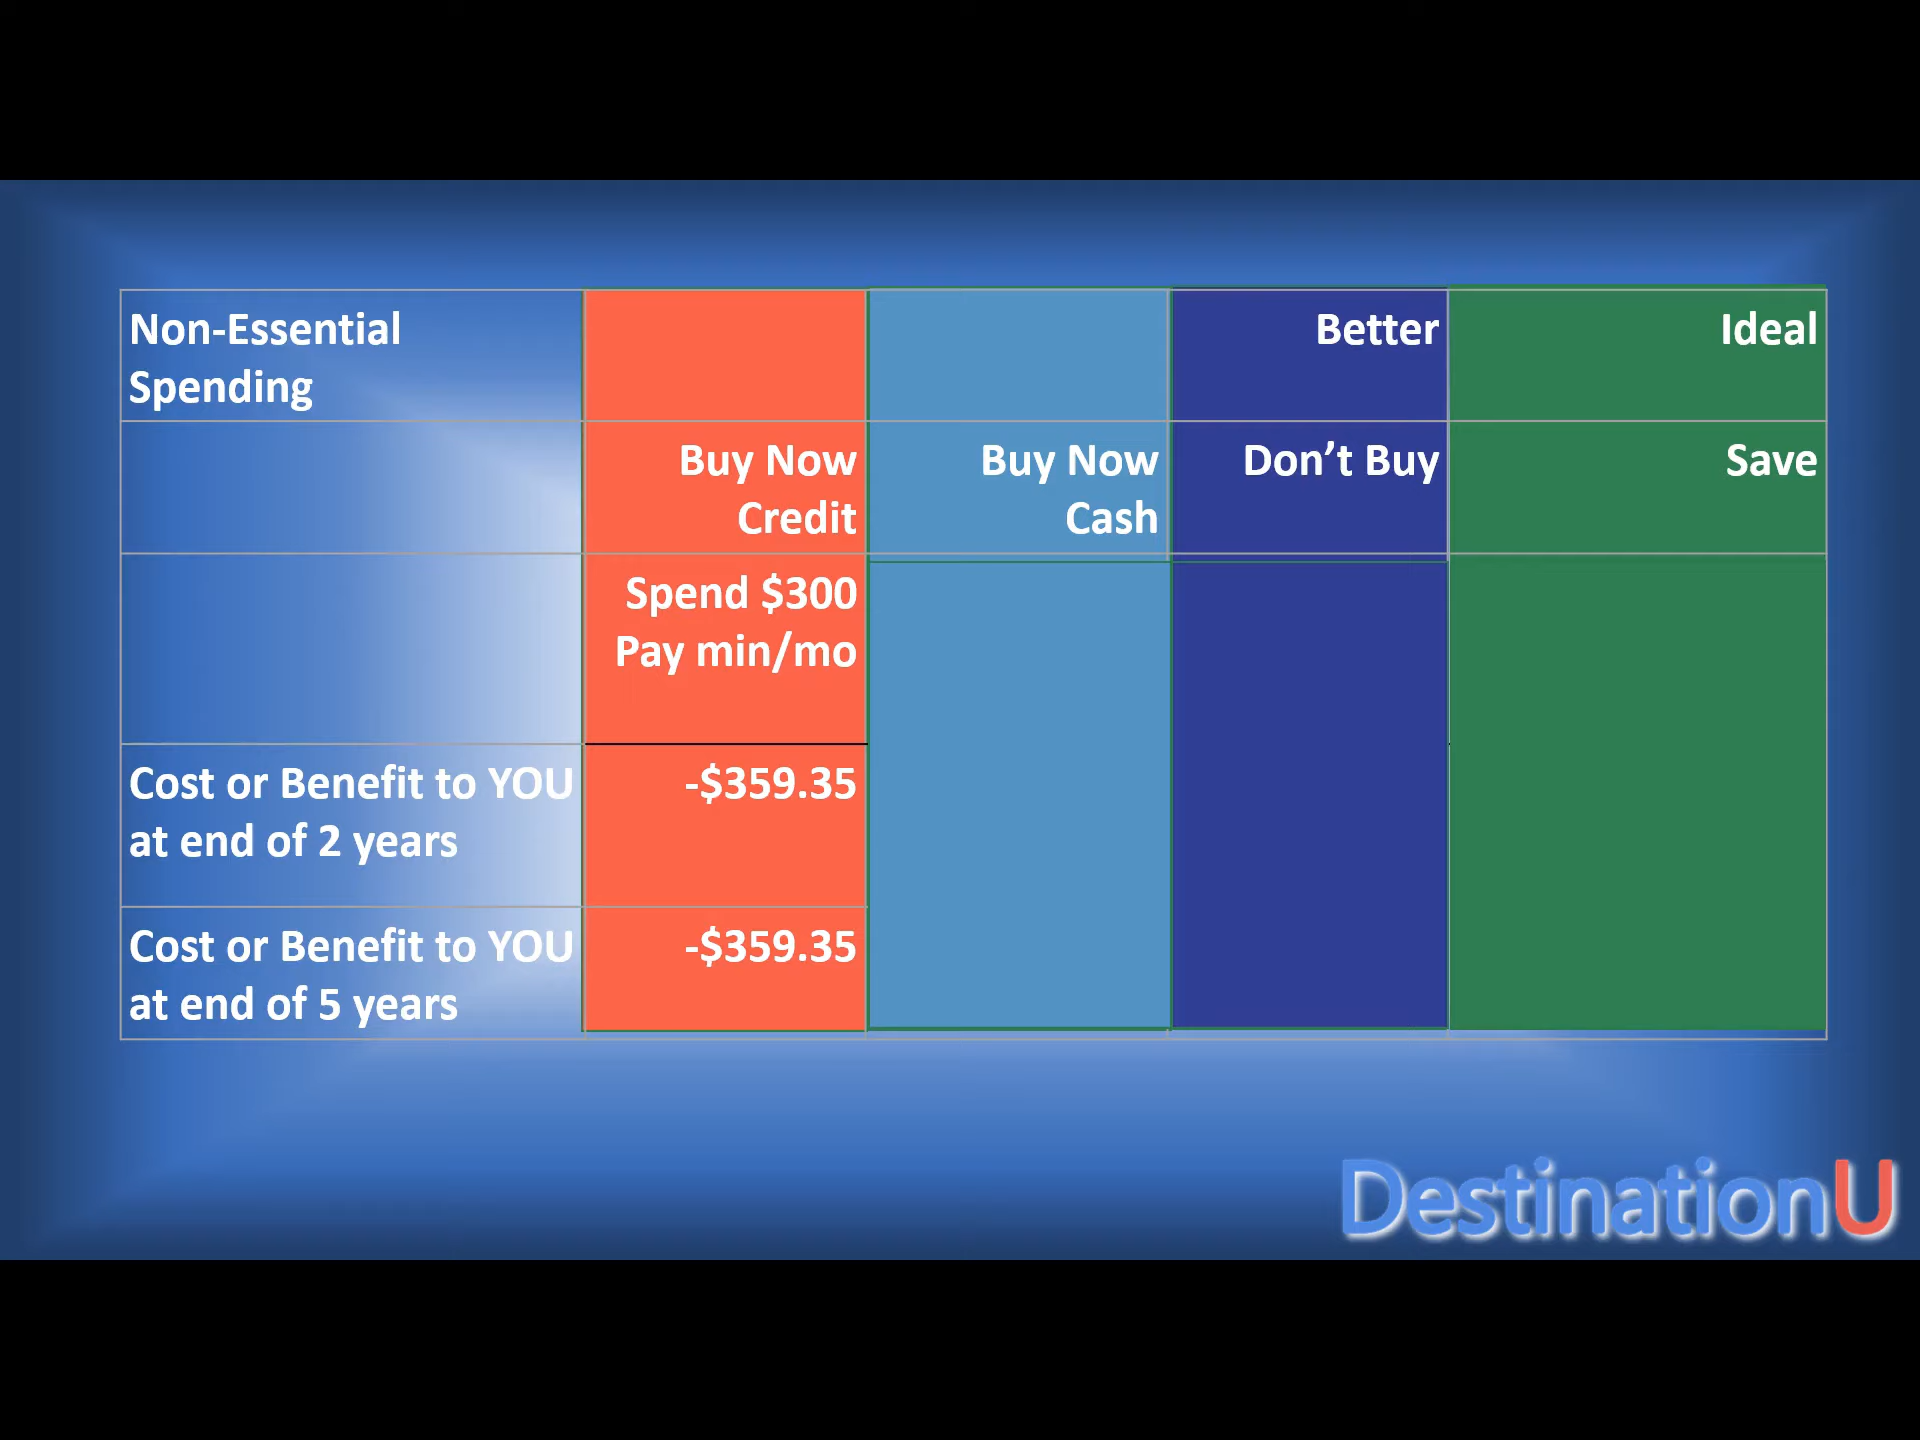 Non-Essential
Spending
Better
Ideal
Buy Now
Credit
Buy Now
Cash
Don’t Buy
Save
Spend $300
Pay min/mo
Cost or Benefit to YOU
at end of 2 years
-$359.35
Cost or Benefit to YOU
at end of 5 years
-$359.35
DestinationU